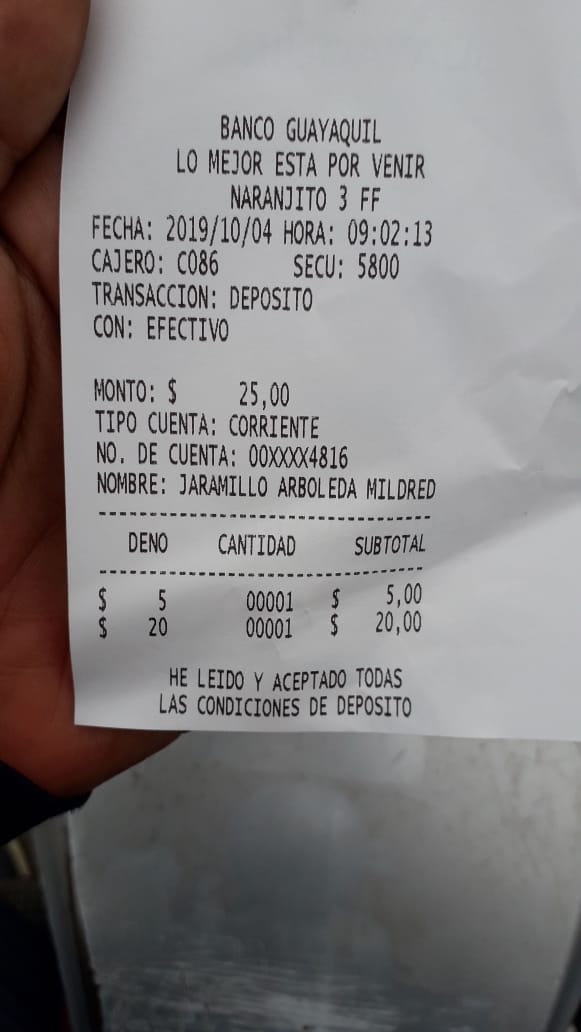 BANCO GUAYAQUIL
LO MEJOR ESTA POR VENIR
NARANJITO 3 FF
FECHA: 2019/10/04 HORA: 09:02:13
CAJERO: C086 SECU: 5800
TRANSACCION: DEPOSITO
CON: EFECTIVO
MONTO: $ 25,00
TIPO CUENTA: CORRIENTE
NO. DE CUENTA: 00XXXX4816
NOMBRE: JARAMILLO ARBOLEDA MILDRED
DENO CANTIDAD SUBTOTAL
$ 5 00001 $ 5,00
$ 20 00001 $ 20,00
HE LEIDO Y ACEPTADO TODAS
LAS CONDICIONES DE DEPOSITO